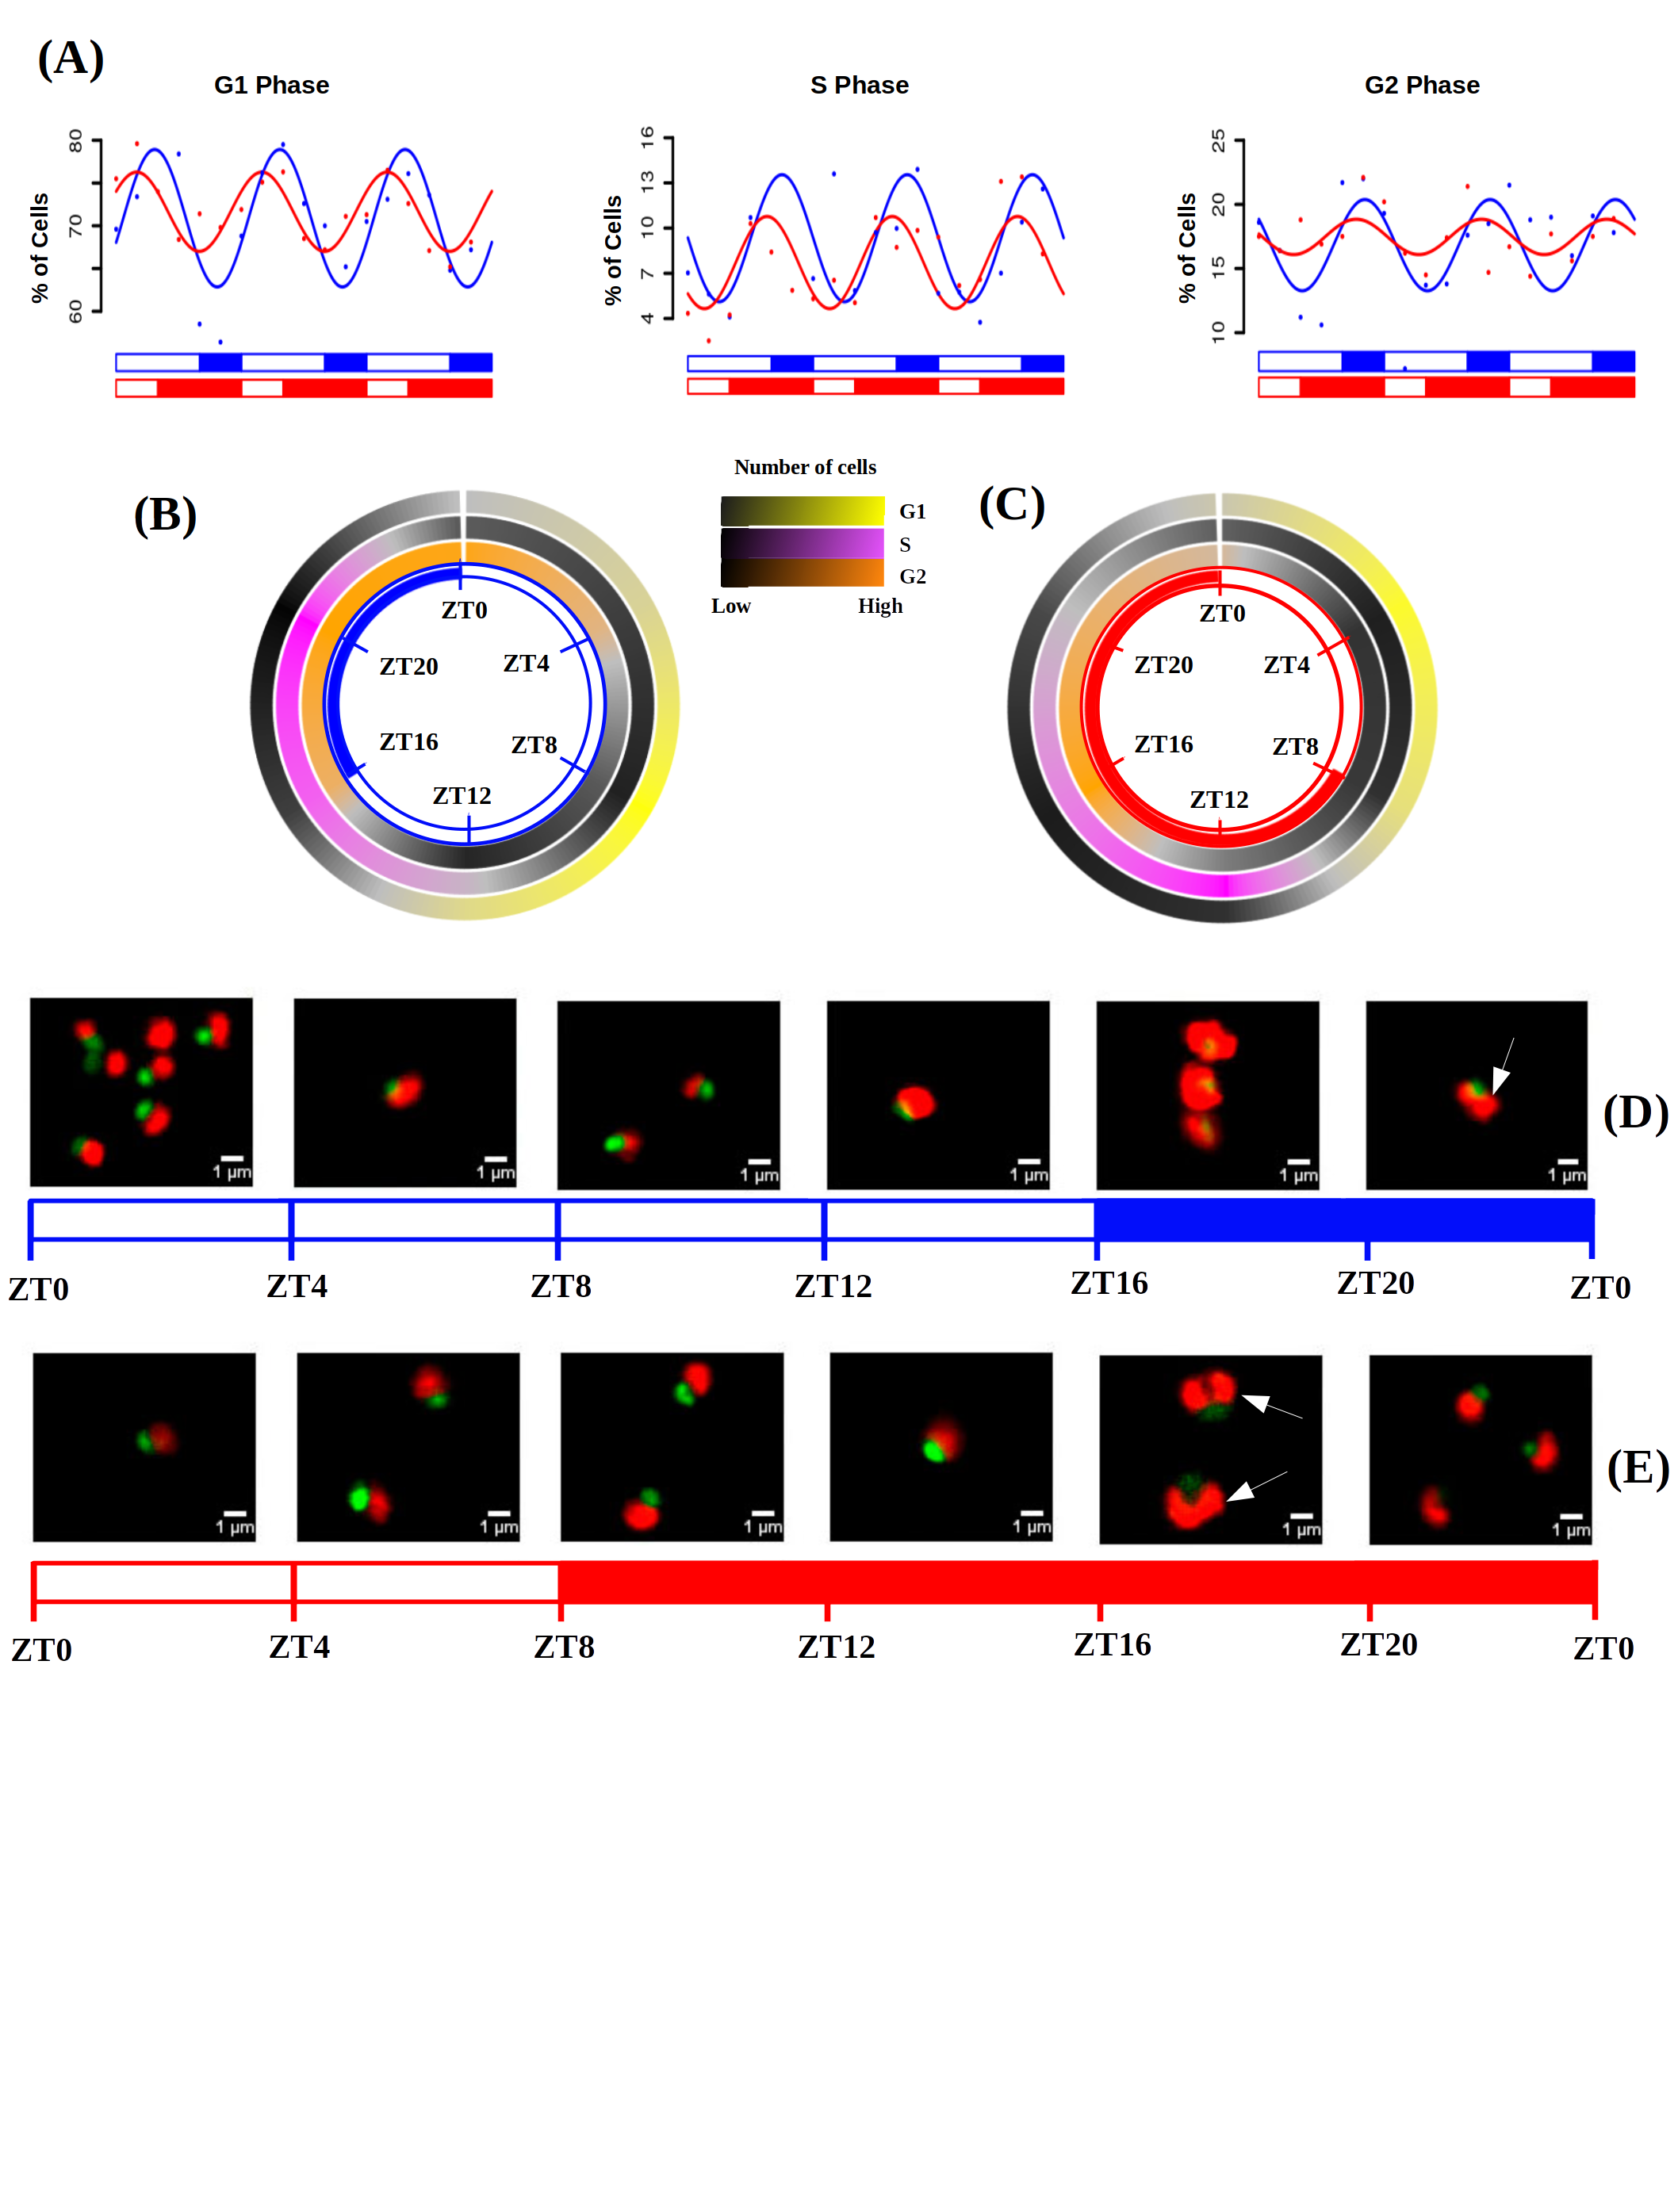 (A)
G1 Phase
S Phase
G2 Phase
% of Cells
60 70 80
% of Cells
4 7 10 13 16
% of Cells
10 15 20 25
(B)
Number of cells
G1
S
G2
Low High
(C)
ZT0
ZT4
ZT8
ZT12
ZT16
ZT20
ZT0
ZT4
ZT8
ZT12
ZT16
ZT20
1 µm 1 µm 1 µm 1 µm 1 µm 1 µm
(D)
ZT0 ZT4 ZT8 ZT12 ZT16 ZT20 ZT0
1 µm 1 µm 1 µm 1 µm 1 µm 1 µm
(E)
ZT0 ZT4 ZT8 ZT12 ZT16 ZT20 ZT0